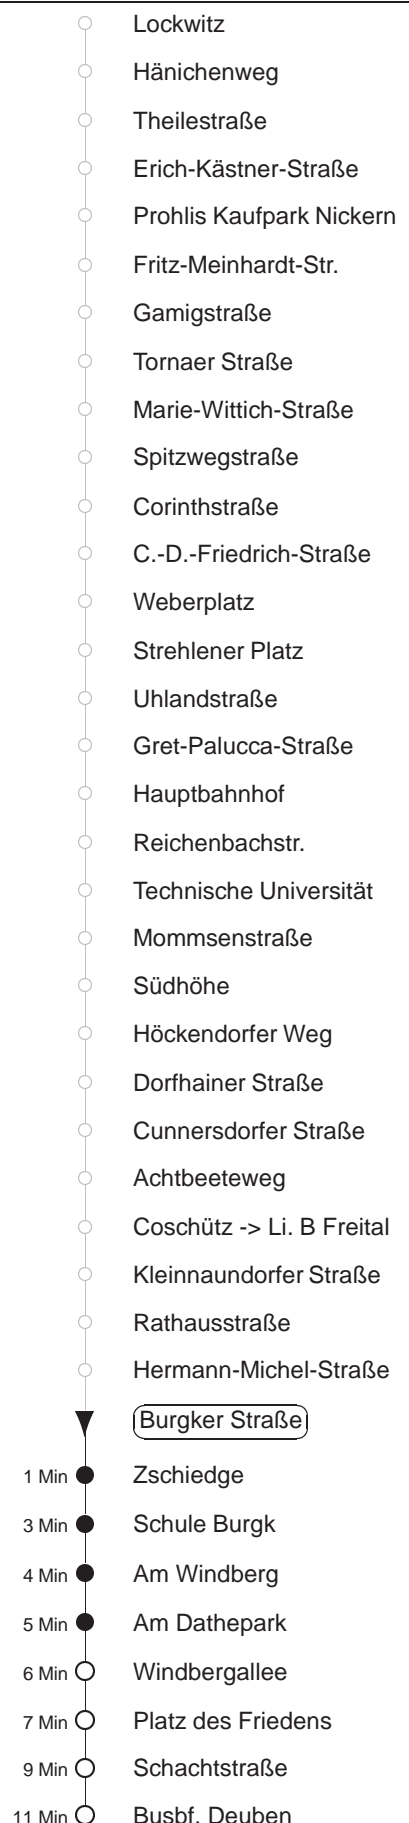 Lockwitz
Hänichenweg
Theilestraße
Erich-Kästner-Straße
Prohlis Kaufpark Nickern
Fritz-Meinhardt-Str.
Gamigstraße
Tornaer Straße
Marie-Wittich-Straße
Spitzwegstraße
Corinthstraße
C.-D.-Friedrich-Straße
Weberplatz
Strehlener Platz
Uhlandstraße
Gret-Palucca-Straße
Hauptbahnhof
Reichenbachstr.
Technische Universität
Mommsenstraße
Südhöhe
Höckendorfer Weg
Dorfhainer Straße
Cunnersdorfer Straße
Achtbeeteweg
Coschütz -> Li. B Freital
Kleinnaundorfer Straße
Rathausstraße
Hermann-Michel-Straße
Burgker Straße
1 Min Zschiedge
3 Min Schule Burgk
4 Min Am Windberg
5 Min Am Dathepark
6 Min Windbergallee
7 Min Platz des Friedens
9 Min Schachtstraße
11 Min Busbf. Deuben